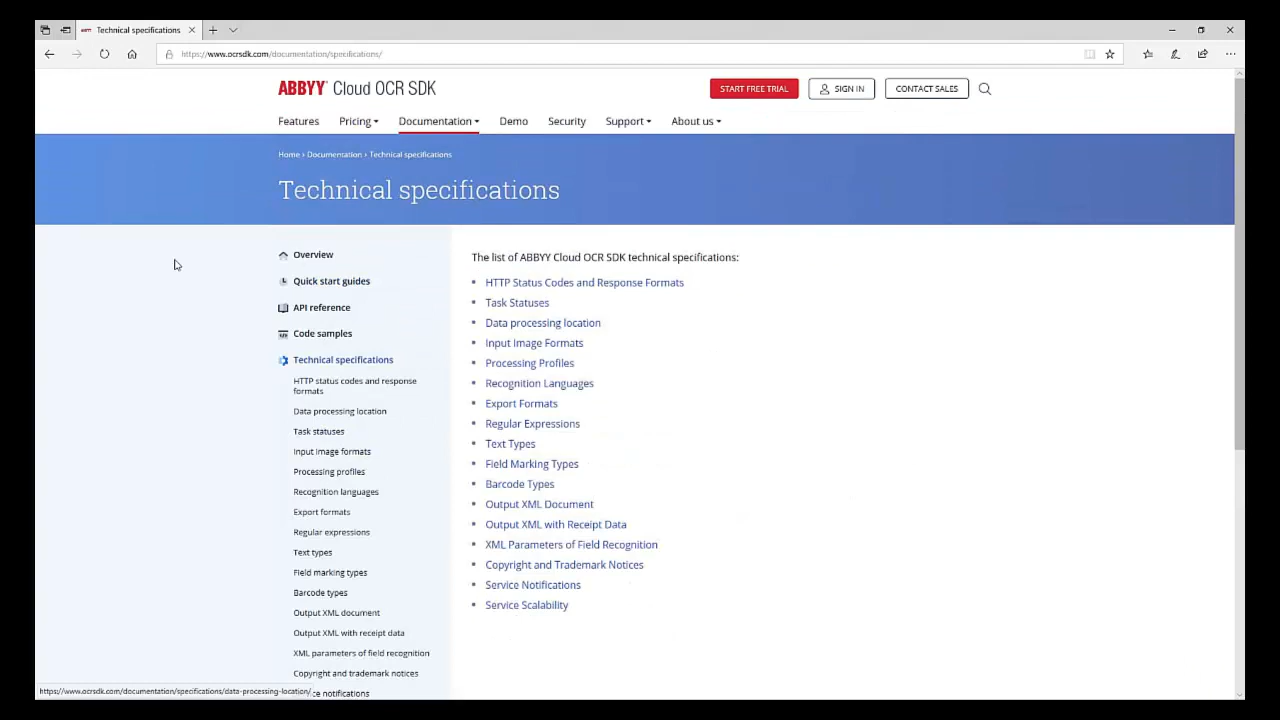 Technical specifications
https://www.ocrsdk.com/documentation/specifications/
ABBYY Cloud OCR SDK
START FREE TRIAL
SIGN IN
CONTACT SALES
Features
Pricing
Documentation
Demo
Security
Support
About us
Home › Documentation › Technical specifications
Technical specifications
Overview
Quick start guides
API reference
Code samples
Technical specifications
HTTP status codes and response
formats
Data processing location
Task statuses
Input image formats
Processing profiles
Recognition languages
Export formats
Regular expressions
Text types
Field marking types
Barcode types
Output XML document
Output XML with receipt data
XML parameters of field recognition
Copyright and trademark notices
notifications
The list of ABBYY Cloud OCR SDK technical specifications:
HTTP Status Codes and Response Formats
Task Statuses
Data processing location
Input Image Formats
Processing Profiles
Recognition Languages
Export Formats
Regular Expressions
Text Types
Field Marking Types
Barcode Types
Output XML Document
Output XML with Receipt Data
XML Parameters of Field Recognition
Copyright and Trademark Notices
Service Notifications
Service Scalability
https://www.ocrsdk.com/documentation/specifications/data-processing-location/